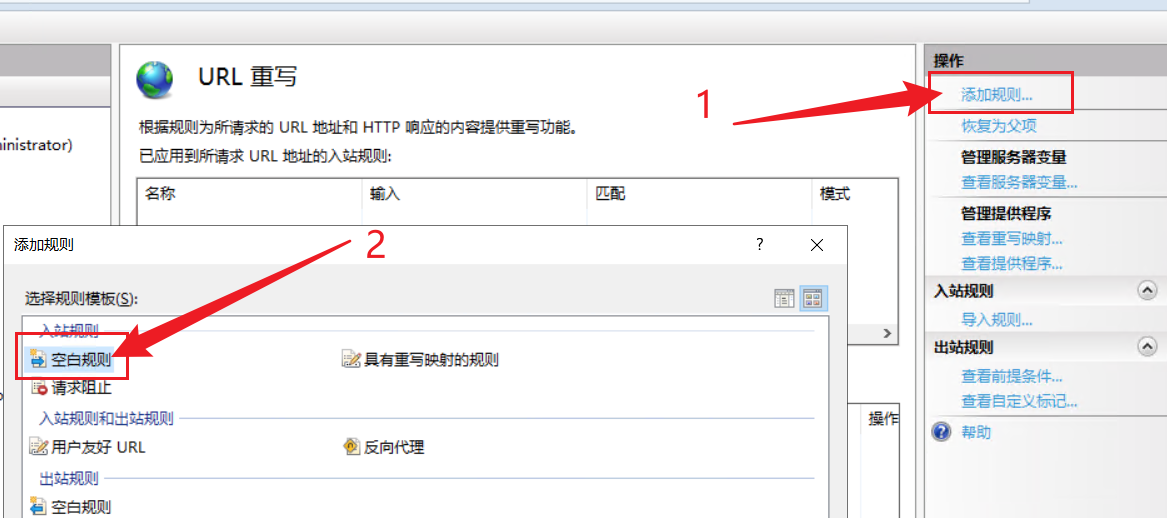 操作
URL 重写
1
添加规则...
根据规则为所请求的 URL 地址和 HTTP 响应的内容提供重写功能。
恢复为父项
inistrator)
已应用到所请求 URL 地址的入站规则:
管理服务器变量
查看服务器变量...
名称 输入 匹配 模式
管理提供程序
查看重写映射...
查看提供程序...
添加规则
?
2
选择规则模板(S):
入站规则
空白规则
具有重写映射的规则
请求阻止
入站规则和出站规则
用户友好 URL
反向代理
出站规则
空白规则
操作
入站规则
导入规则...
出站规则
查看前提条件...
查看自定义标记...
帮助